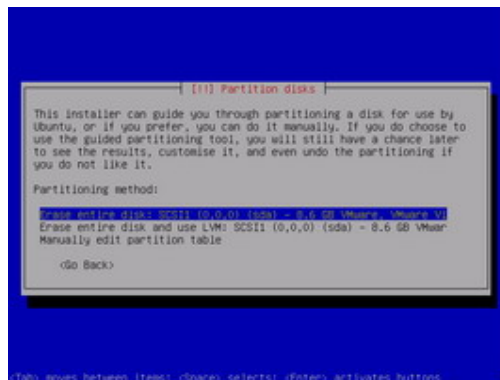 [!!] Partition disks
This installer can guide you through partitioning a disk for use by
Ubuntu, or if you prefer, you can do it manually. If you do choose to
use the guided partitioning tool, you will still have a chance later
to see the results, customise it, and even undo the partitioning if
you do not like it.
Partitioning method:
Erase entire disk: SCSI1 (0,0,0) (sda) - 8.6 GB VMware, VMware Vi
Erase entire disk and use LVM: SCSI1 (0,0,0) (sda) - 8.6 GB VMwar
Manually edit partition table
<Go Back>
<Tab> moves between items; <Space> selects; <Enter> activates buttons